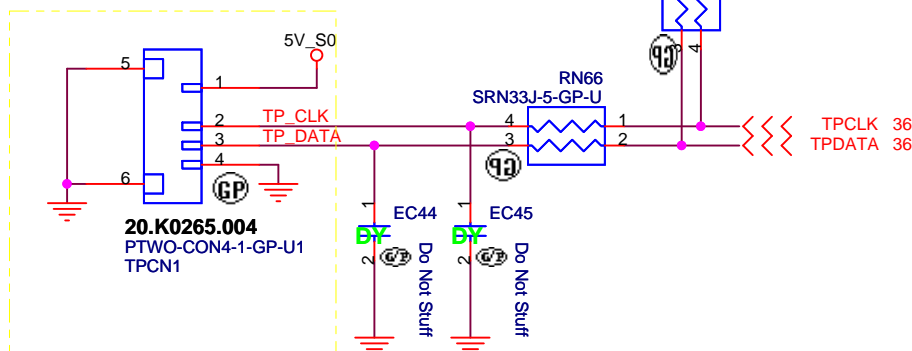 3 4
GP
5V_S0
RN66
SRN33J-5-GP-U
5 1
2 TP_CLK 4 1 TPCLK 36
3 TP_DATA 3 2 TPDATA 36
4
6 GP GP
20.K0265.004
PTWO-CON4-1-GP-U1
TPCN1
1 EC44 1 EC45
DY DY
2 G/P 2 G/P
Do Not Stuff Do Not Stuff